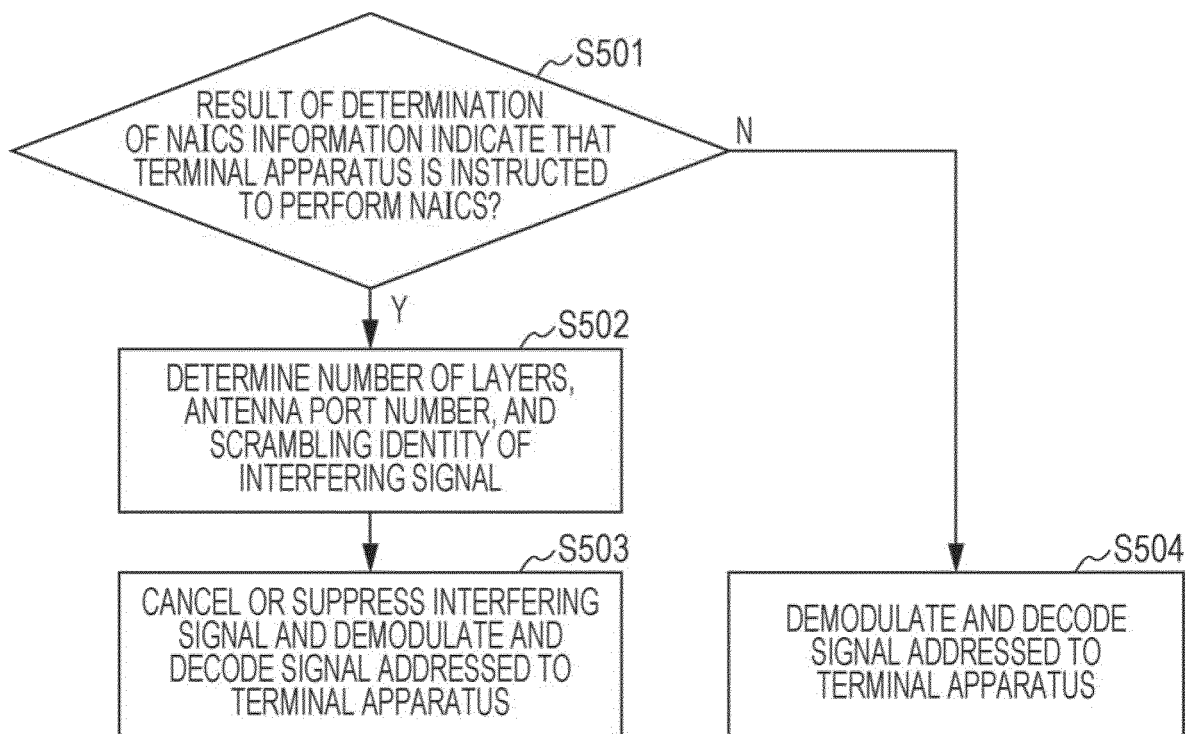 S501
RESULT OF DETERMINATION
OF NAICS INFORMATION INDICATE THAT
TERMINAL APPARATUS IS INSTRUCTED
TO PERFORM NAICS?
N
Y
S502
DETERMINE NUMBER OF LAYERS,
ANTENNA PORT NUMBER, AND
SCRAMBLING IDENTITY OF
INTERFERING SIGNAL
S503
CANCEL OR SUPPRESS INTERFERING
SIGNAL AND DEMODULATE AND
DECODE SIGNAL ADDRESSED TO
TERMINAL APPARATUS
S504
DEMODULATE AND DECODE
SIGNAL ADDRESSED TO
TERMINAL APPARATUS